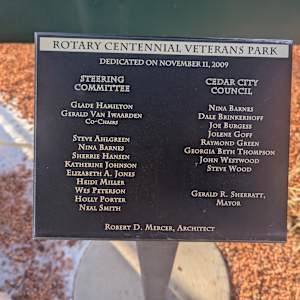 ROTARY CENTENNIAL VETERANS PARK
DEDICATED ON NOVEMBER 11, 2009
STEERING
COMMITTEE
GLADE HAMILTON
GERALD VAN IWAARDEN
CO-CHAIRS
STEVE AHLGREEN
NINA BARNES
SHERRIE HANSEN
KATHERINE JOHNSON
ELIZABETH A. JONES
HEIDI MILLER
WES PETERSON
HOLLY PORTER
NEAL SMITH
CEDAR CITY
COUNCIL
NINA BARNES
DALE BRINKERHOFF
JOE BURGESS
JOLENE GOFF
RAYMOND GREEN
GEORGIA BETH THOMPSON
JOHN WESTWOOD
STEVE WOOD
GERALD R. SHERRATT,
MAYOR
ROBERT D. MERCER, ARCHITECT